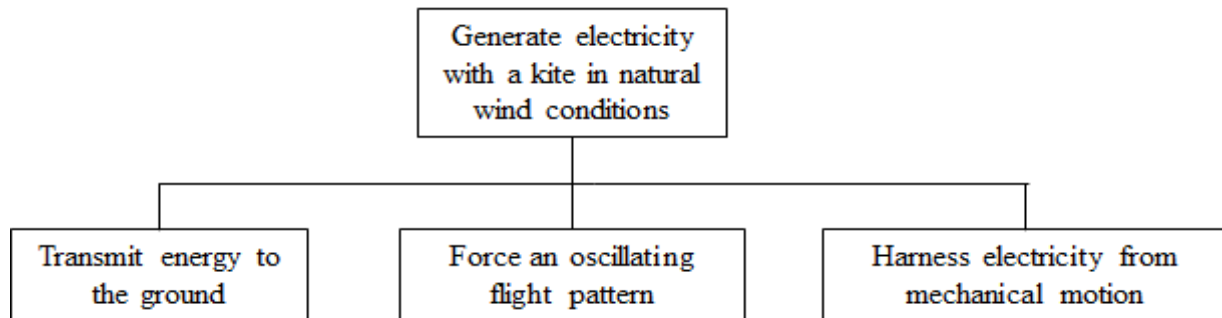 Generate electricity
with a kite in natural
wind conditions
Transmit energy to
the ground
Force an oscillating
flight pattern
Harness electricity from
mechanical motion